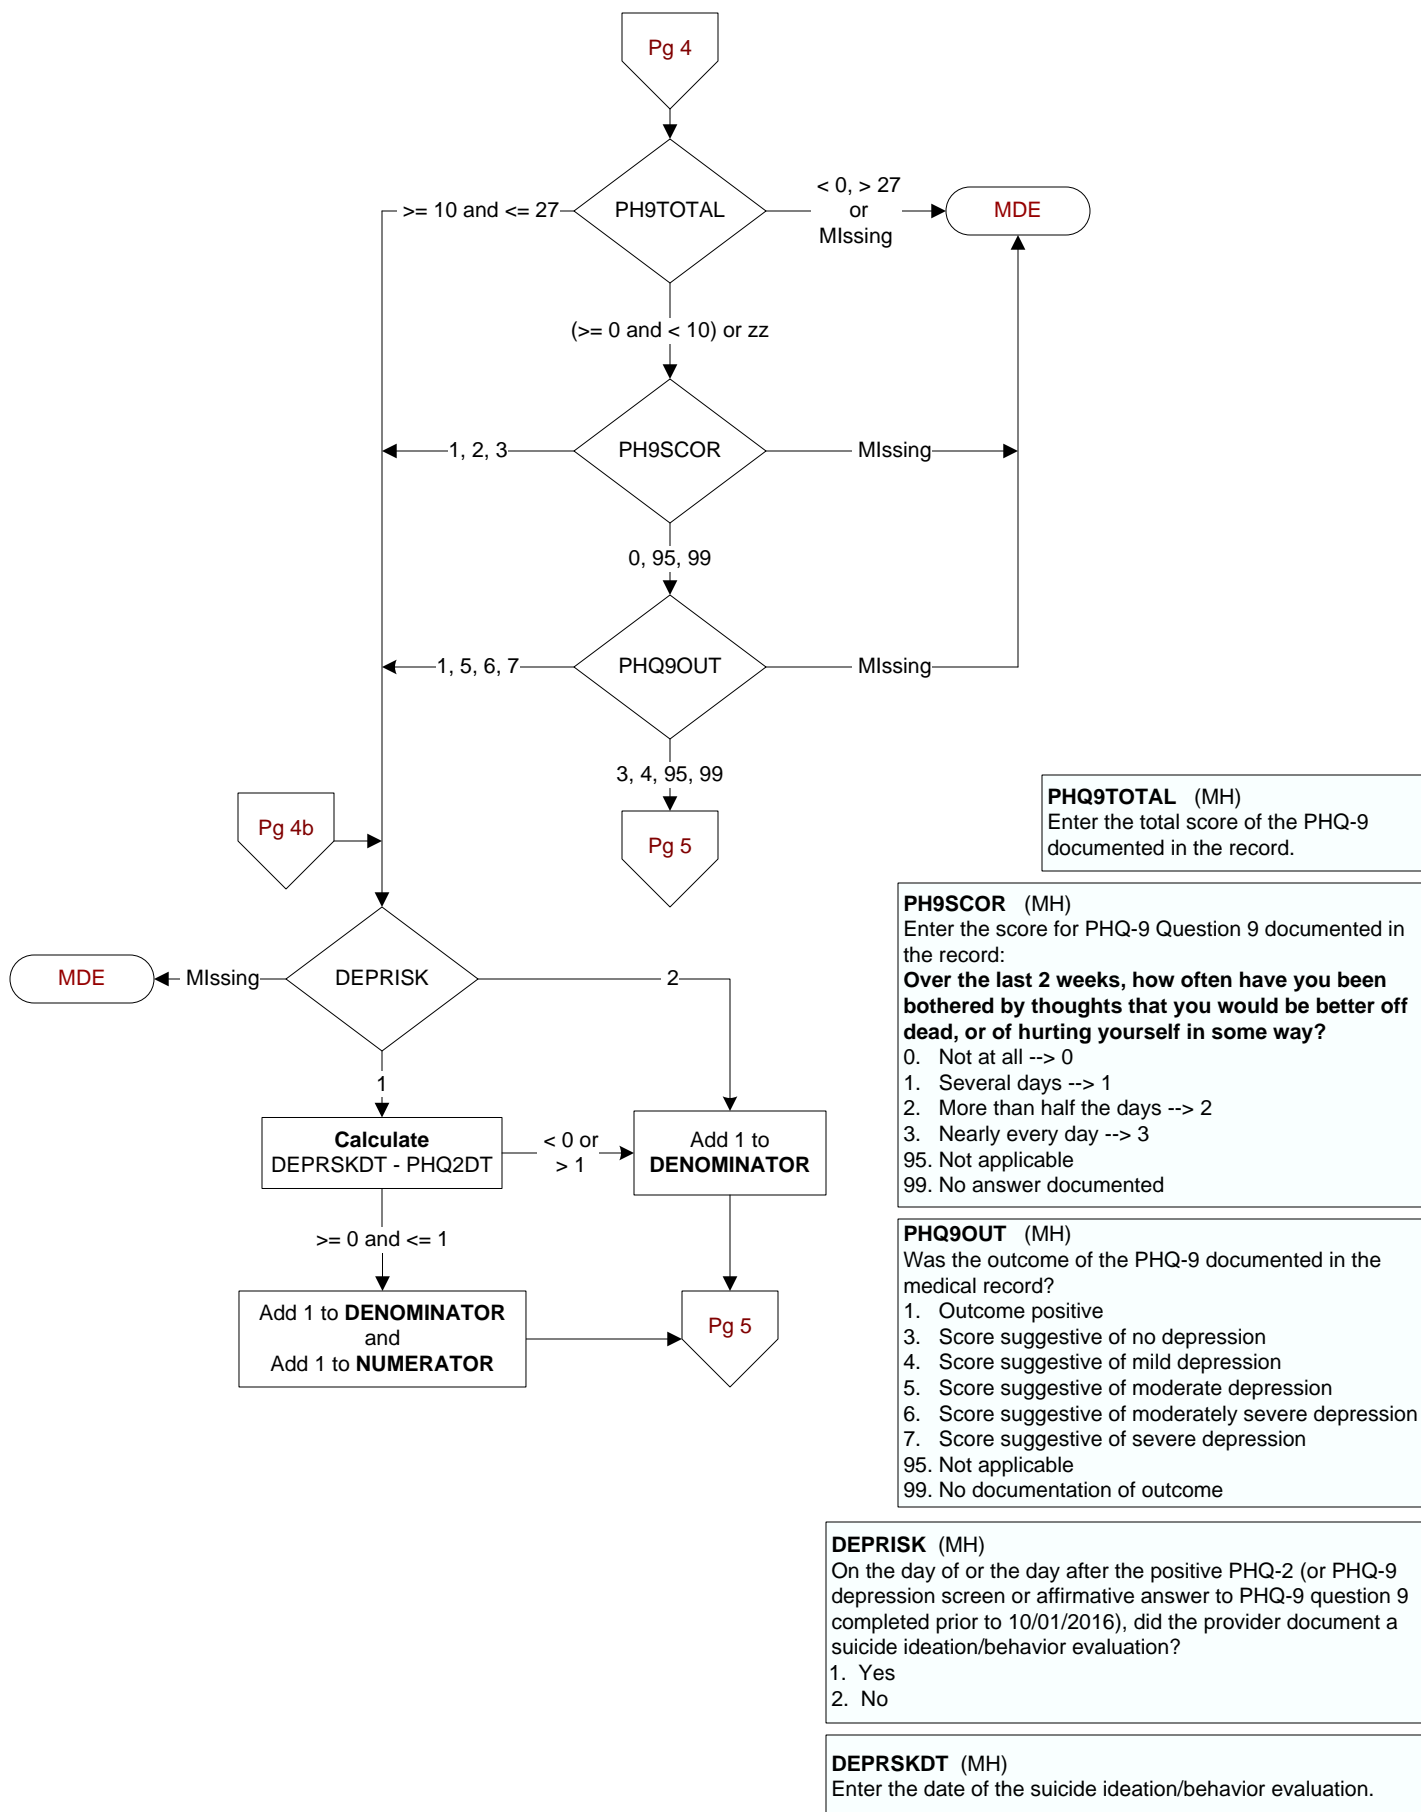 Pg 4
PH9TOTAL
>= 10 and <= 27
< 0, > 27
or
MIssing
MDE
(>= 0 and < 10) or zz
PH9SCOR
1, 2, 3
MIssing
0, 95, 99
PHQ9OUT
1, 5, 6, 7
MIssing
3, 4, 95, 99
Pg 4b
Pg 5
DEPRISK
MIssing
MDE
2
1
Calculate
DEPRSKDT - PHQ2DT
< 0 or
> 1
Add 1 to
DENOMINATOR
>= 0 and <= 1
Add 1 to DENOMINATOR
and
Add 1 to NUMERATOR
Pg 5
PHQ9TOTAL (MH)
Enter the total score of the PHQ-9
documented in the record.
PH9SCOR (MH)
Enter the score for PHQ-9 Question 9 documented in
the record:
Over the last 2 weeks, how often have you been
bothered by thoughts that you would be better off
dead, or of hurting yourself in some way?
0. Not at all --> 0
1. Several days --> 1
2. More than half the days --> 2
3. Nearly every day --> 3
95. Not applicable
99. No answer documented
PHQ9OUT (MH)
Was the outcome of the PHQ-9 documented in the
medical record?
1. Outcome positive
3. Score suggestive of no depression
4. Score suggestive of mild depression
5. Score suggestive of moderate depression
6. Score suggestive of moderately severe depression
7. Score suggestive of severe depression
95. Not applicable
99. No documentation of outcome
DEPRISK (MH)
On the day of or the day after the positive PHQ-2 (or PHQ-9
depression screen or affirmative answer to PHQ-9 question 9
completed prior to 10/01/2016), did the provider document a
suicide ideation/behavior evaluation?
1. Yes
2. No
DEPRSKDT (MH)
Enter the date of the suicide ideation/behavior evaluation.